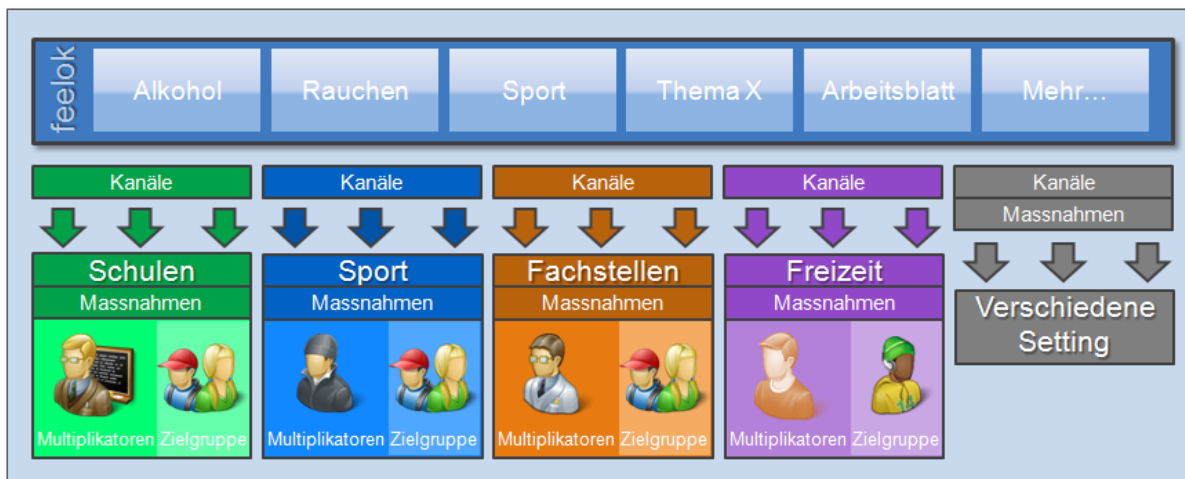 feelok
Alkohol
Rauchen
Sport
Thema X
Arbeitsblatt
Mehr...
Kanäle
Kanäle
Kanäle
Kanäle
Kanäle
Massnahmen
Schulen
Massnahmen
Multiplikatoren Zielgruppe
Sport
Massnahmen
Multiplikatoren Zielgruppe
Fachstellen
Massnahmen
Multiplikatoren Zielgruppe
Freizeit
Massnahmen
Multiplikatoren Zielgruppe
Verschiedene
Setting